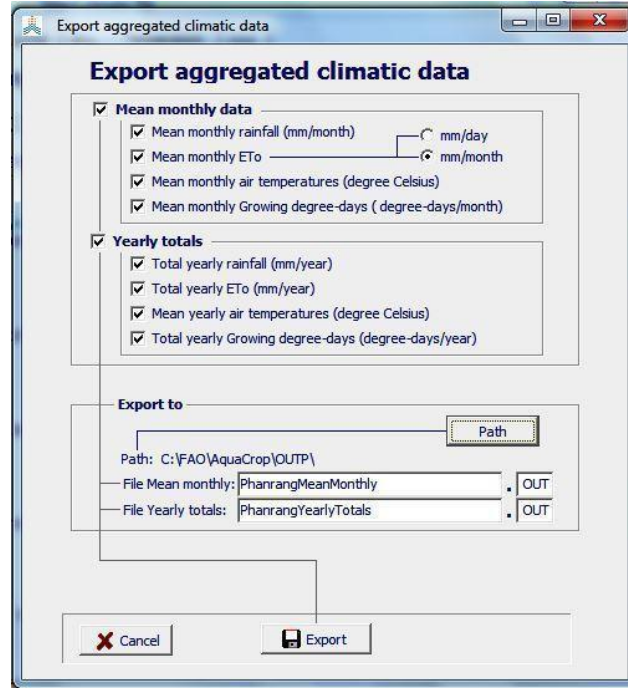 Export aggregated climatic data
Export aggregated climatic data
Mean monthly data
Mean monthly rainfall (mm/month)
mm/day
Mean monthly ETo
mm/month
Mean monthly air temperatures (degree Celsius)
Mean monthly Growing degree-days ( degree-days/month)
Yearly totals
Total yearly rainfall (mm/year)
Total yearly ETo (mm/year)
Mean yearly air temperatures (degree Celsius)
Total yearly Growing degree-days (degree-days/year)
Export to
Path
Path: C:\FAO\AquaCrop\OUTP\
File Mean monthly: PhanrangMeanMonthly . OUT
File Yearly totals: PhanrangYearlyTotals . OUT
Cancel Export